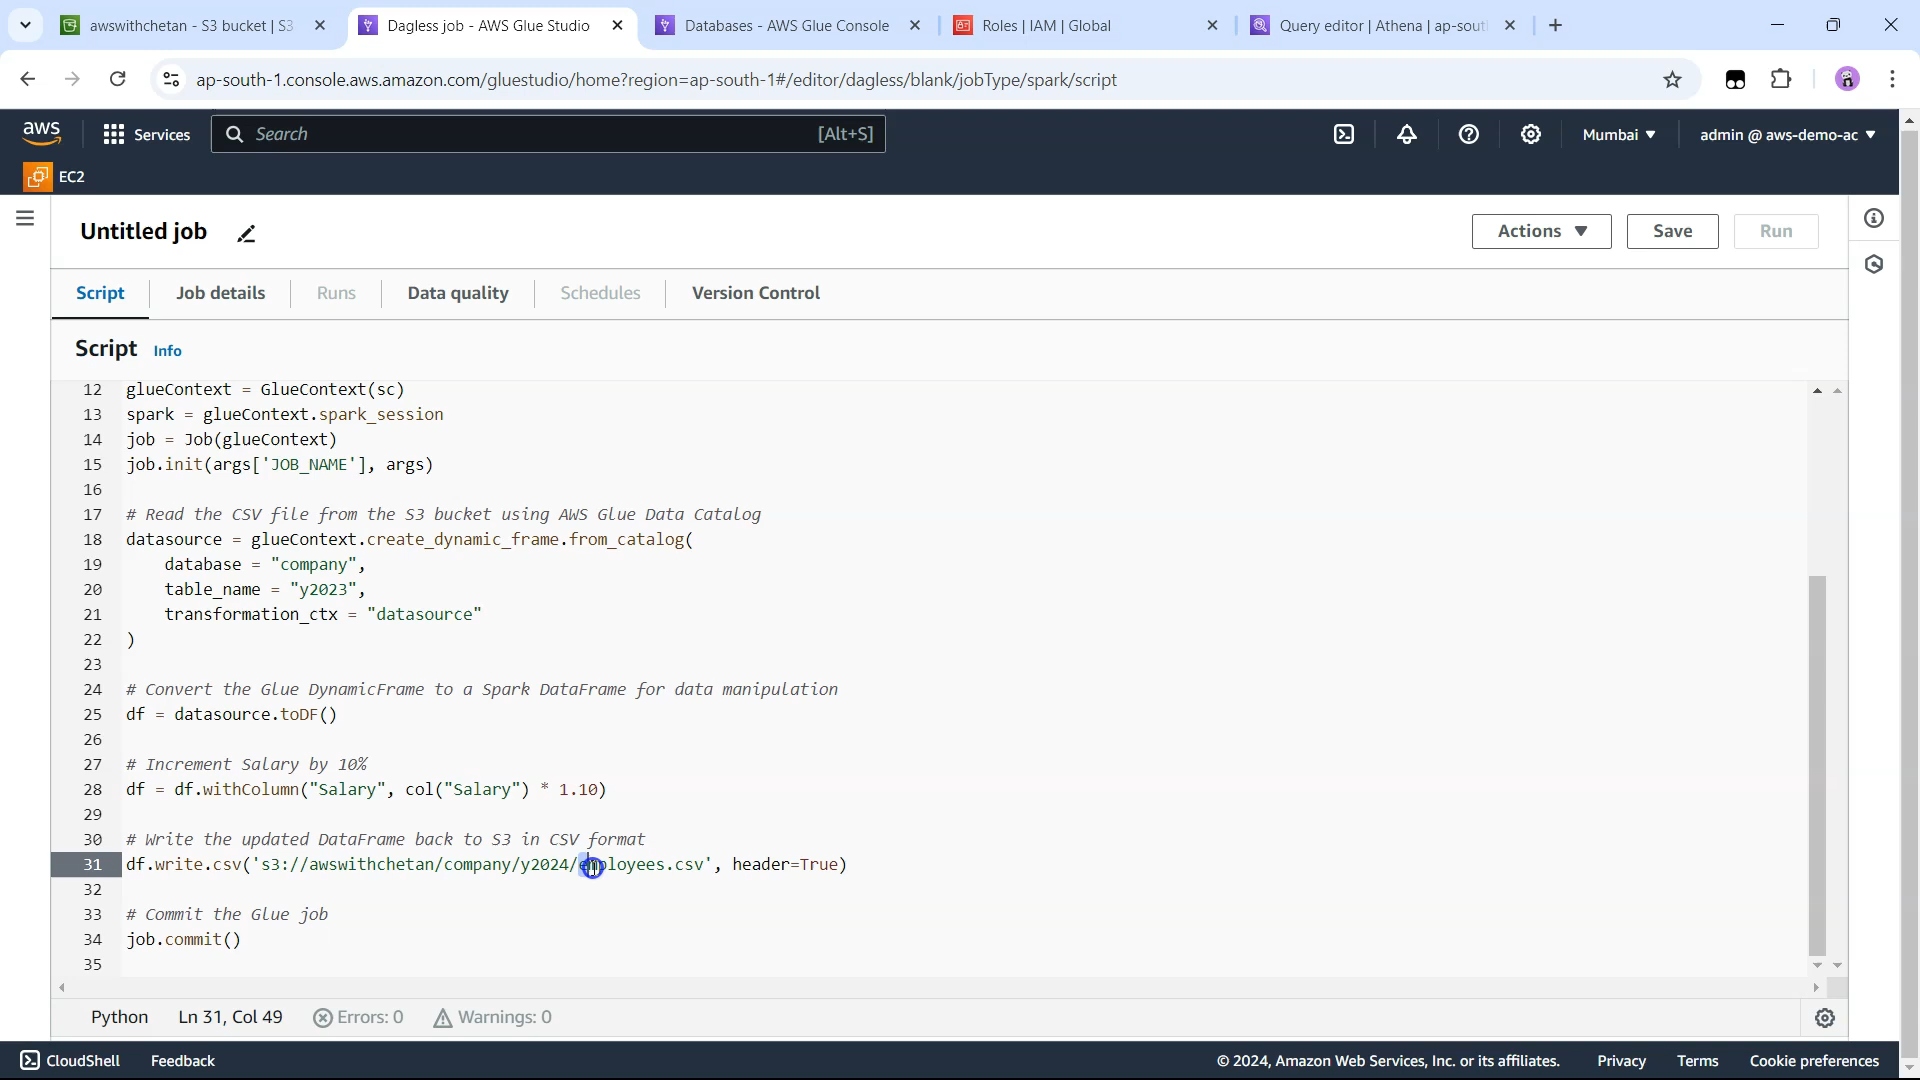 awswithchetan - S3 bucket | S3
Dagless job - AWS Glue Studio
Databases - AWS Glue Console
Roles | IAM | Global
Query editor | Athena | ap-sout
ap-south-1.console.aws.amazon.com/gluestudio/home?region=ap-south-1#/editor/dagless/blank/jobType/spark/script
aws
Services
Search
[Alt+S]
Mumbai
admin @ aws-demo-ac
EC2
Untitled job
Actions
Save
Run
Script
Job details
Runs
Data quality
Schedules
Version Control
Script Info
12 glueContext = GlueContext(sc)
13 spark = glueContext.spark_session
14 job = Job(glueContext)
15 job.init(args['JOB_NAME'], args)
16
17 # Read the CSV file from the S3 bucket using AWS Glue Data Catalog
18 datasource = glueContext.create_dynamic_frame.from_catalog(
19 database = "company",
20 table_name = "y2023",
21 transformation_ctx = "datasource"
22 )
23
24 # Convert the Glue DynamicFrame to a Spark DataFrame for data manipulation
25 df = datasource.toDF()
26
27 # Increment Salary by 10%
28 df = df.withColumn("Salary", col("Salary") * 1.10)
29
30 # Write the updated DataFrame back to S3 in CSV format
31 df.write.csv('s3://awswithchetan/company/y2024/employees.csv', header=True)
32
33 # Commit the Glue job
34 job.commit()
35
Python Ln 31, Col 49 Errors: 0 Warnings: 0
CloudShell Feedback © 2024, Amazon Web Services, Inc. or its affiliates. Privacy Terms Cookie preferences